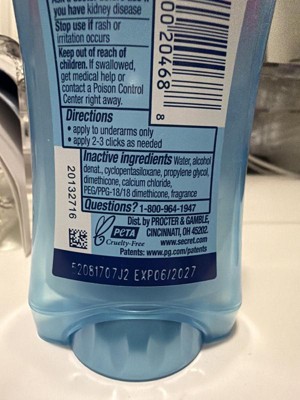 you have kidney disease
Stop use if rash or
irritation occurs
Keep out of reach of
children. If swallowed,
get medical help or
contact a Poison Control
Center right away.
Directions
• apply to underarms only
• apply 2-3 clicks as needed
Inactive ingredients Water, alcohol
denat., cyclopentasiloxane, propylene glycol,
dimethicone, calcium chloride,
PEG/PPG-18/18 dimethicone, fragrance
Questions? 1-800-964-1947
Dist. by PROCTER & GAMBLE,
CINCINNATI, OH 45202.
www.secret.com
Patents: www.pg.com/patents
PETA
Cruelty-Free
20132716
0020468
8
52081707J2 EXP06/2027